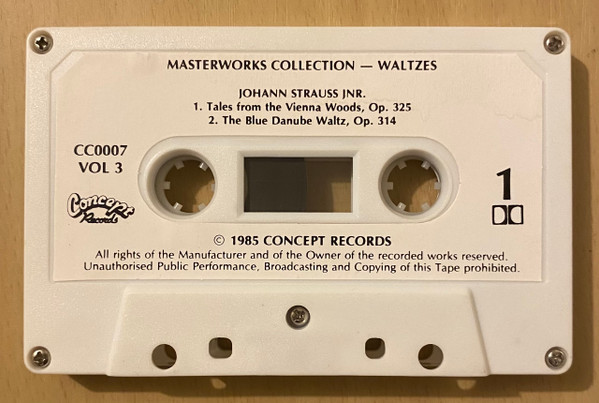 MASTERWORKS COLLECTION — WALTZES
JOHANN STRAUSS JNR.
1. Tales from the Vienna Woods, Op. 325
2. The Blue Danube Waltz, Op. 314
CC0007
VOL 3
1
Concept
Records
© 1985 CONCEPT RECORDS
All rights of the Manufacturer and of the Owner of the recorded works reserved.
Unauthorised Public Performance, Broadcasting and Copying of this Tape prohibited.